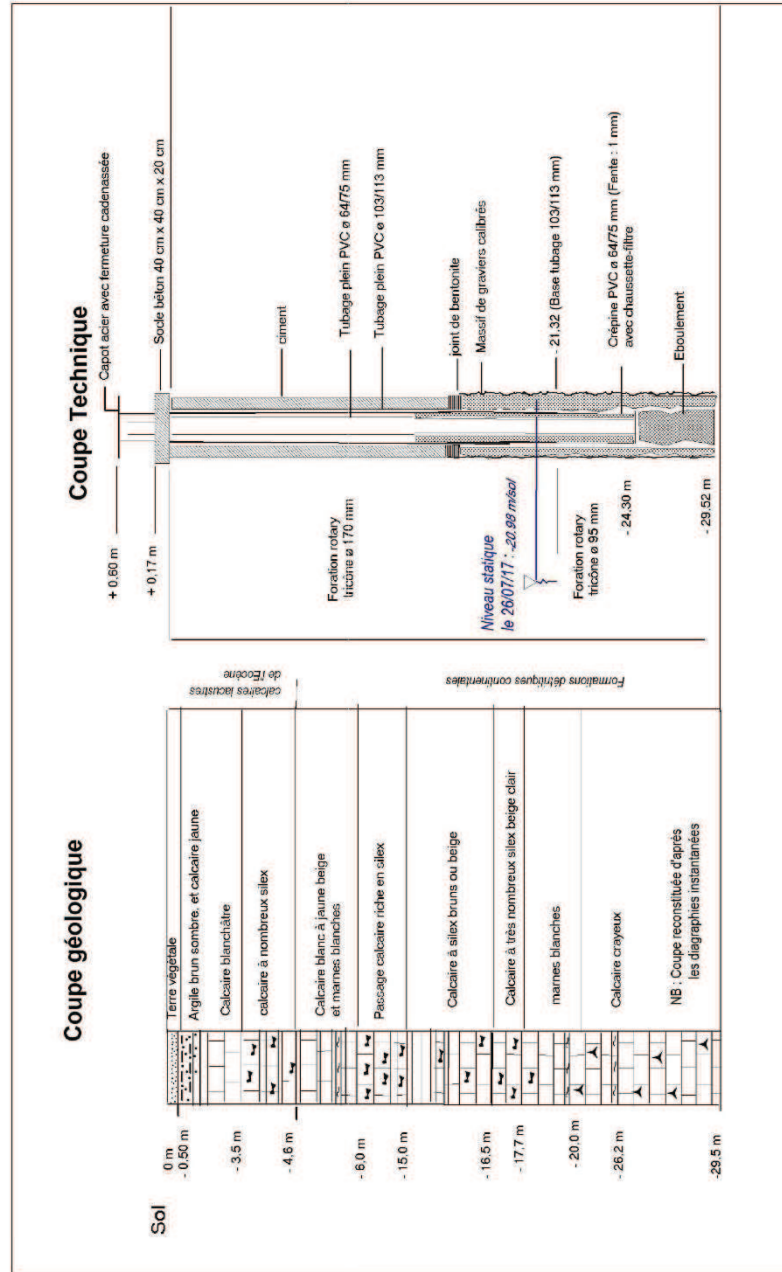 Coupe géologique
Sol
0 m
- 0,50 m
- 3,5 m
- 4,6 m
- 6,0 m
- 15,0 m
- 16,5 m
- 17,7 m
- 20,0 m
- 26,2 m
-29,5 m
Terre végétale
Argile brun sombre, et calcaire jaune
Calcaire blanchâtre
calcaire à nombreux silex
Calcaire blanc à jaune beige
et marnes blanches
Passage calcaire riche en silex
Calcaire à silex bruns ou beige
Calcaire à très nombreux silex beige clair
marnes blanches
Calcaire crayeux
NB : Coupe reconstituée d'après
les diagraphies instantanées
calcaires lacustres
de l'Eocène
Formations détritiques continentales
Coupe Technique
+ 0,60 m
+ 0,17 m
Foration rotary
tricône ø 170 mm
Niveau statique
le 26/07/17 : -20,98 m/sol
Foration rotary
tricône ø 95 mm
- 24,30 m
- 29,52 m
Capot acier avec fermeture cadenassée
Socle béton 40 cm x 40 cm x 20 cm
ciment
Tubage plein PVC ø 64/75 mm
Tubage plein PVC ø 103/113 mm
joint de bentonite
Massif de graviers calibrés
- 21,32 (Base tubage 103/113 mm)
Crépine PVC ø 64/75 mm (Fente : 1 mm)
avec chaussette-filtre
Eboulement